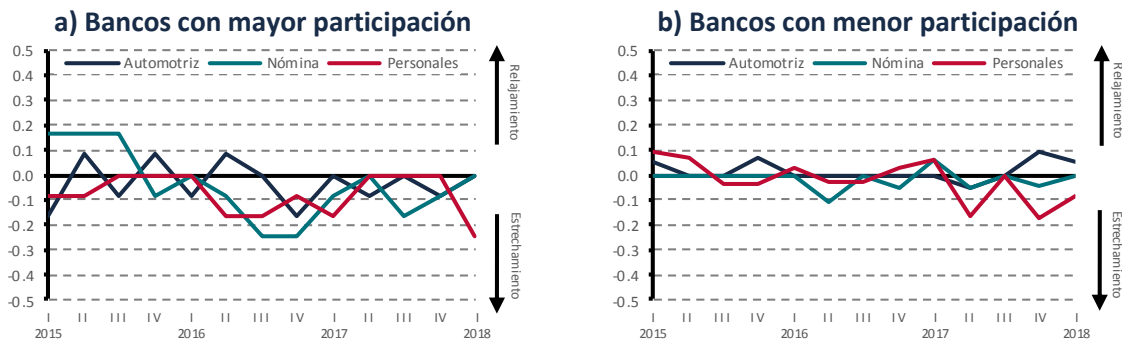 a) Bancos con mayor participación
0.5
0.4
0.3
0.2
0.1
0.0
-0.1
-0.2
-0.3
-0.4
-0.5
Automotriz Nómina Personales
Relajamiento
Estrechamiento
I II III IV I II III IV I II III IV I
2015 2016 2017 2018
b) Bancos con menor participación
0.5
0.4
0.3
0.2
0.1
0.0
-0.1
-0.2
-0.3
-0.4
-0.5
Automotriz Nómina Personales
Relajamiento
Estrechamiento
I II III IV I II III IV I II III IV I
2015 2016 2017 2018